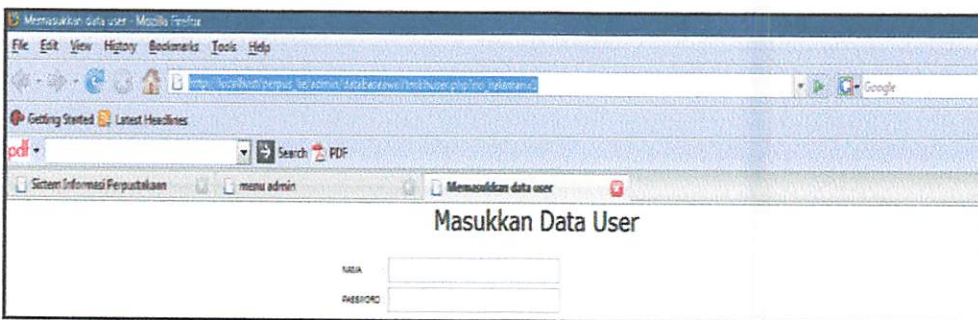 Memasukkan data user - Mozilla Firefox
File Edit View History Bookmarks Tools Help
Google
Getting Started Latest Headlines
pdf Search PDF
Sistem Informasi Perpustakaan menu admin Memasukkan data user
Masukkan Data User
NAMA
PASSWORD